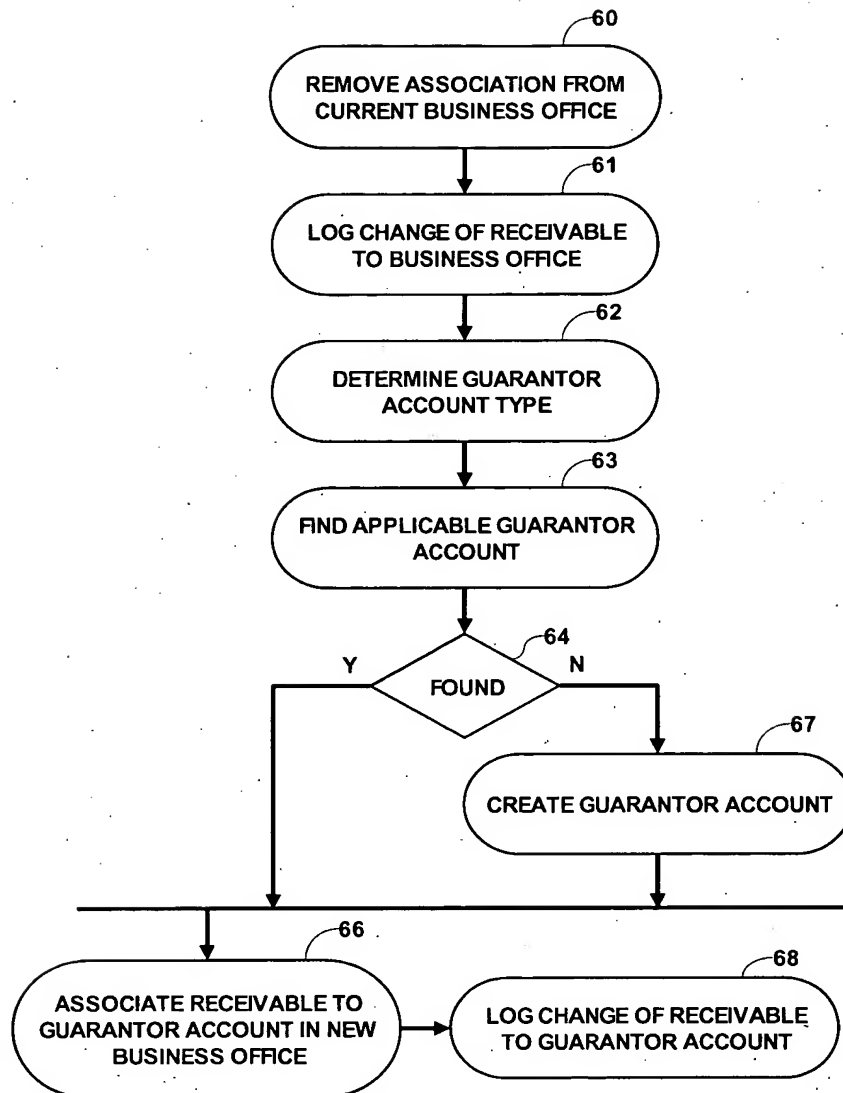 60
REMOVE ASSOCIATION FROM
CURRENT BUSINESS OFFICE
61
LOG CHANGE OF RECEIVABLE
TO BUSINESS OFFICE
62
DETERMINE GUARANTOR
ACCOUNT TYPE
63
FIND APPLICABLE GUARANTOR
ACCOUNT
64
Y
FOUND
N
67
CREATE GUARANTOR ACCOUNT
66
ASSOCIATE RECEIVABLE TO
GUARANTOR ACCOUNT IN NEW
BUSINESS OFFICE
68
LOG CHANGE OF RECEIVABLE
TO GUARANTOR ACCOUNT